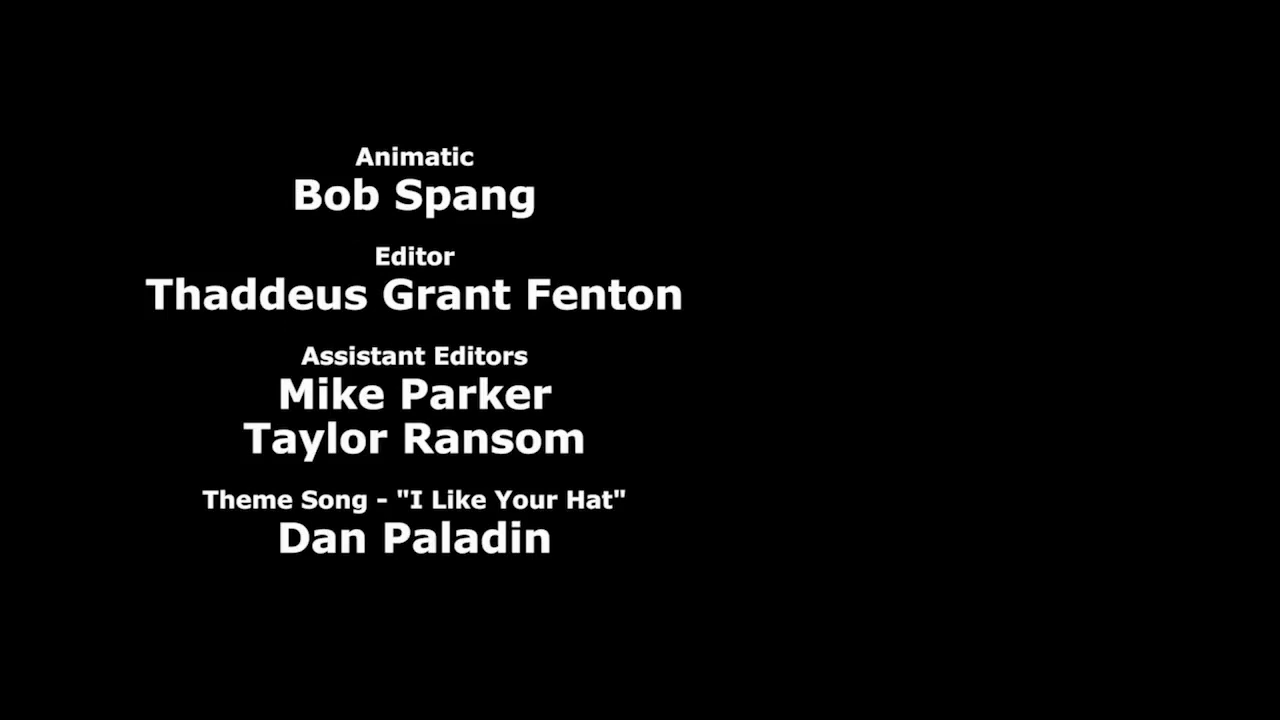 Animatic
Bob Spang
Editor
Thaddeus Grant Fenton
Assistant Editors
Mike Parker
Taylor Ransom
Theme Song - "I Like Your Hat"
Dan Paladin